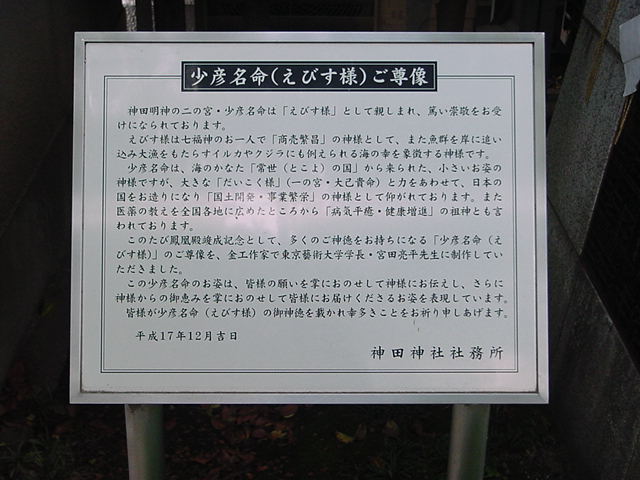 少彦名命(えびす様)ご尊像
神田明神の二の宮・少彦名命は「えびす様」として親しまれ、篤い崇敬をお受
けになられております。
えびす様は七福神のお一人で「商売繁昌」の神様として、また魚群を岸に追い
込み大漁をもたらすイルカやクジラにも例えられる海の幸を象徴する神様です。
少彦名命は、海のかなた「常世(とこよ)の国」から来られた、小さいお姿の
神様ですが、大きな「だいこく様」(一の宮・大己貴命)と力をあわせて、日本の
国をお造りになり「国土開発・事業繁栄」の神様として仰がれております。また
医薬の教えを全国各地に広めたところから「病気平癒・健康増進」の祖神とも言
われております。
このたび鳳凰殿竣成記念として、多くのご神徳をお持ちになる「少彦名命(え
びす様)」のご尊像を、金工作家で東京藝術大学学長・宮田亮平先生に制作してい
ただきました。
この少彦名命のお姿は、皆様の願いを掌におのせして神様にお伝えし、さらに
神様からの御恵みを掌におのせして皆様にお届けくださるお姿を表現しています。
皆様が少彦名命(えびす様)の御神徳を戴かれ幸多きことをお祈り申しあげます。
平成17年12月吉日
神田神社社務所